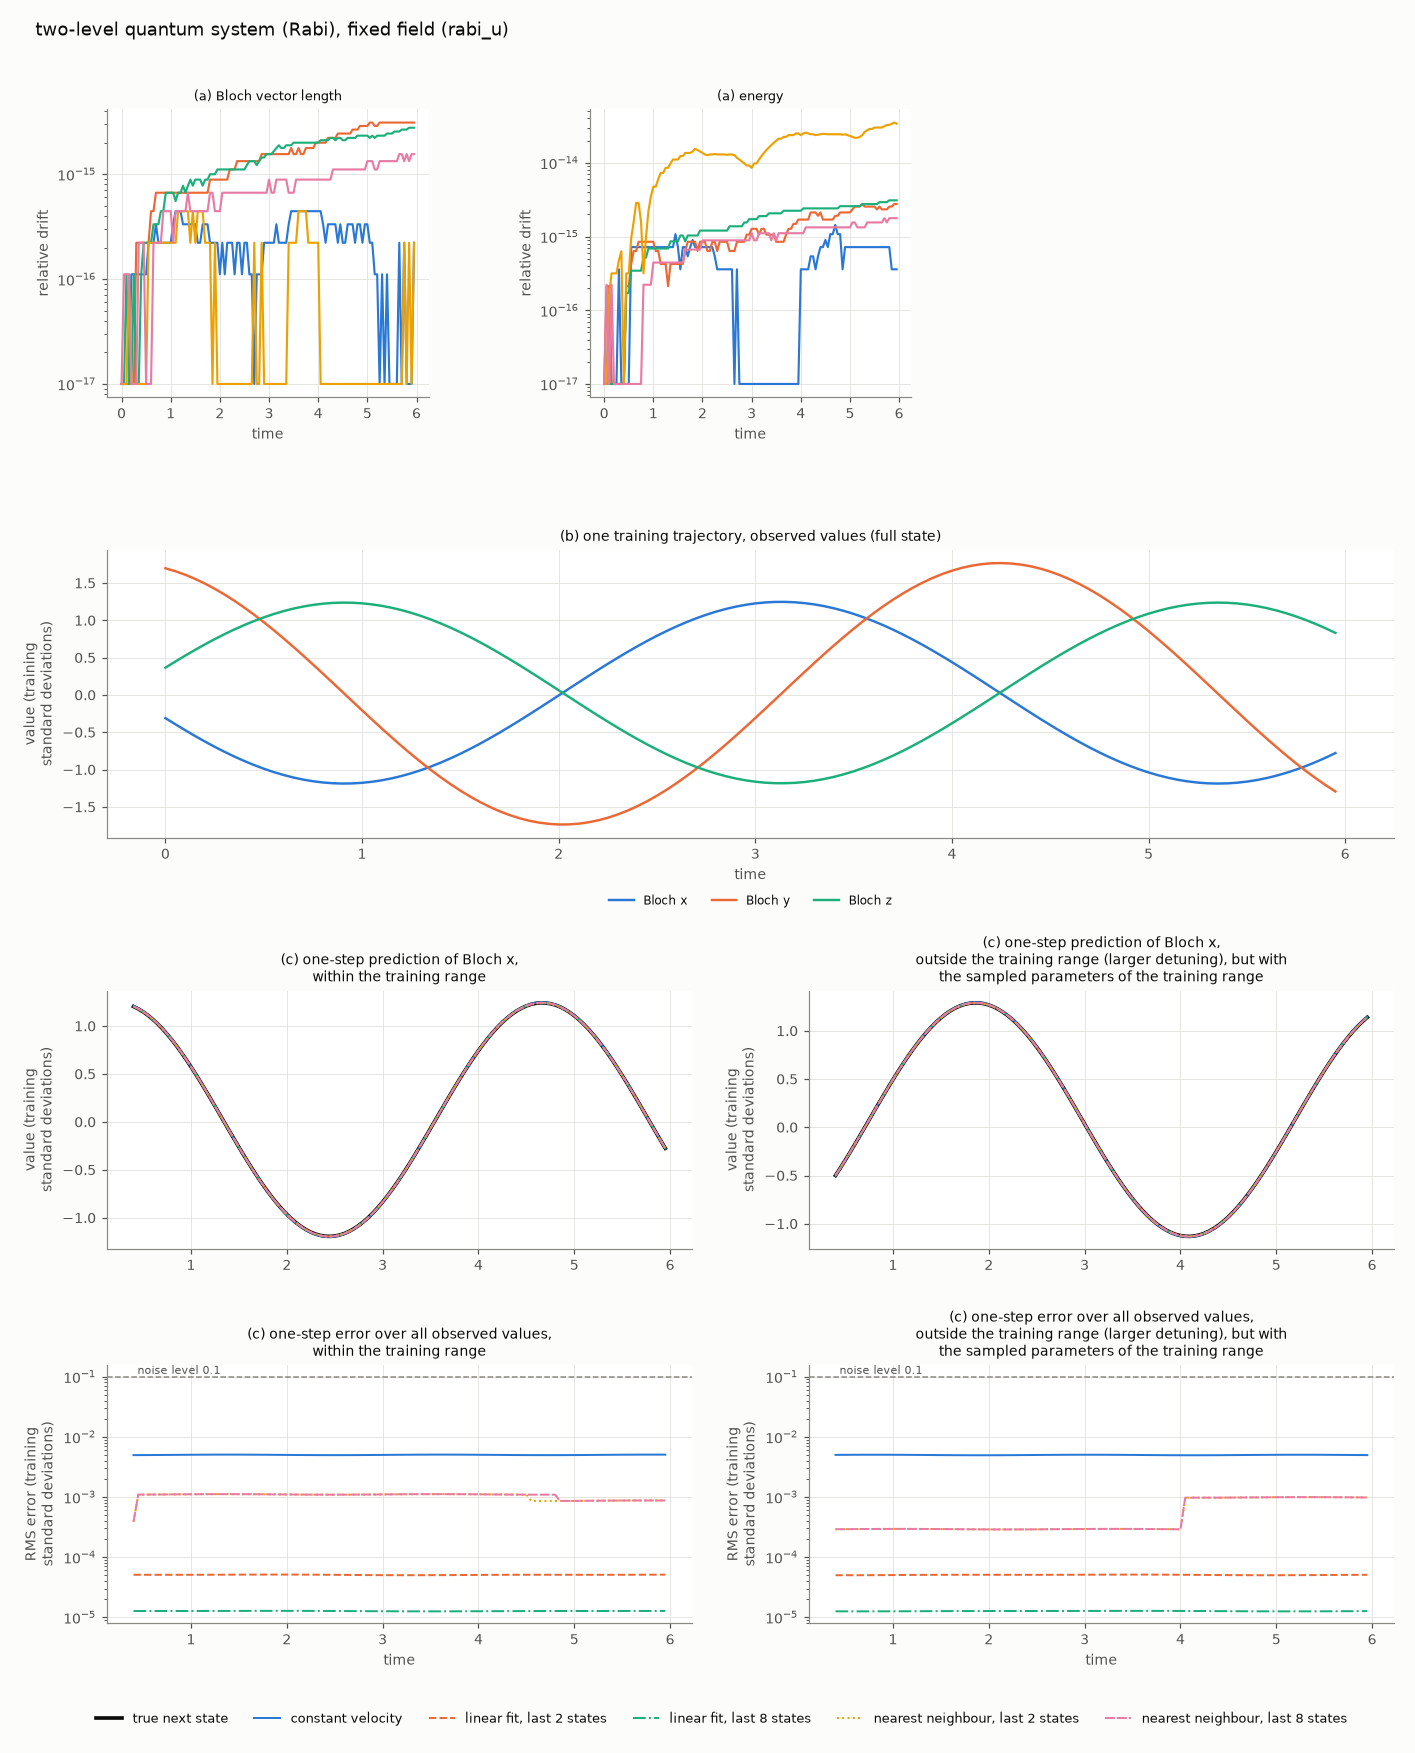 two-level quantum system (Rabi), fixed field (rabi_u)
(a) Bloch vector length
(a) energy
relative drift
10⁻¹⁵
10⁻¹⁶
10⁻¹⁷
0 1 2 3 4 5 6
time
relative drift
10⁻¹⁴
10⁻¹⁵
10⁻¹⁶
10⁻¹⁷
0 1 2 3 4 5 6
time
(b) one training trajectory, observed values (full state)
value (training
standard deviations)
1.5
1.0
0.5
0.0
−0.5
−1.0
−1.5
0 1 2 3 4 5 6
time
Bloch x
Bloch y
Bloch z
(c) one-step prediction of Bloch x,
within the training range
value (training
standard deviations)
1.0
0.5
0.0
−0.5
−1.0
1 2 3 4 5 6
(c) one-step prediction of Bloch x,
outside the training range (larger detuning), but with
the sampled parameters of the training range
value (training
standard deviations)
1.0
0.5
0.0
−0.5
−1.0
1 2 3 4 5 6
(c) one-step error over all observed values,
within the training range
RMS error (training
standard deviations)
noise level 0.1
10⁻¹
10⁻²
10⁻³
10⁻⁴
10⁻⁵
1 2 3 4 5 6
time
(c) one-step error over all observed values,
outside the training range (larger detuning), but with
the sampled parameters of the training range
RMS error (training
standard deviations)
noise level 0.1
10⁻¹
10⁻²
10⁻³
10⁻⁴
10⁻⁵
1 2 3 4 5 6
time
true next state
constant velocity
linear fit, last 2 states
linear fit, last 8 states
nearest neighbour, last 2 states
nearest neighbour, last 8 states